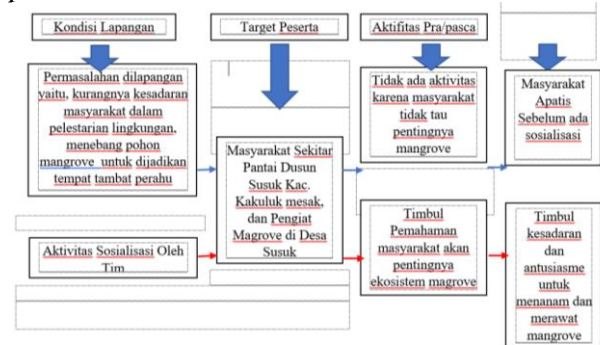 Kondisi Lapangan
Target Peserta
Aktifitas Pra/pasca
Permasalahan dilapangan
yaitu, kurangnya kesadaran
masyarakat dalam
pelestarian lingkungan,
menebang pohon
mangrove untuk dijadikan
tempat tambat perahu
Masyarakat Sekitar
Pantai Dusun
Susuk Kac.
Kakuluk mesak,
dan Pengiat
Magrove di Desa
Susuk
Tidak ada aktivitas
karena masyarakat
tidak tau
pentingnya
mangrove
Masyarakat
Apatis
Sebelum ada
sosialisasi
Aktivitas Sosialisasi Oleh
Tim
Timbul
Pemahaman
masyarakat akan
pentingnya
ekosistem magrove
Timbul
kesadaran
dan
antusiasme
untuk
menanam dan
merawat
mangrove